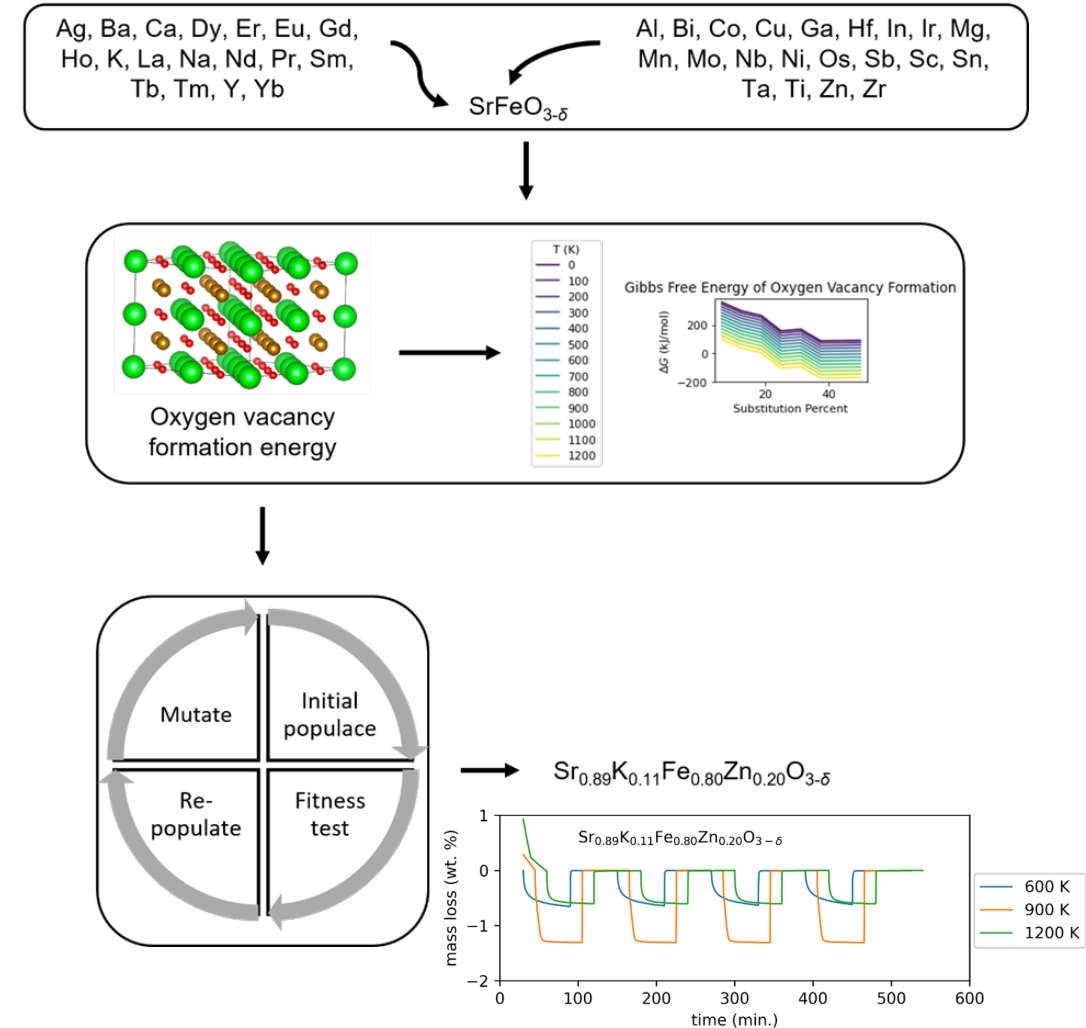 Ag, Ba, Ca, Dy, Er, Eu, Gd,
Ho, K, La, Na, Nd, Pr, Sm,
Tb, Tm, Y, Yb
Al, Bi, Co, Cu, Ga, Hf, In, Ir, Mg,
Mn, Mo, Nb, Ni, Os, Sb, Sc, Sn,
Ta, Ti, Zn, Zr
SrFeO3-δ
Oxygen vacancy
formation energy
T (K)
0
100
200
300
400
500
600
700
800
900
1000
1100
1200
Gibbs Free Energy of Oxygen Vacancy Formation
ΔG (kJ/mol)
200
0
−200
20
40
Substitution Percent
Mutate
Initial
populace
Re-
populate
Fitness
test
Sr0.89K0.11Fe0.80Zn0.20O3-δ
Sr0.89K0.11Fe0.80Zn0.20O3−δ
mass loss (wt. %)
1
0
−1
−2
0
100
200
300
400
500
600
time (min.)
600 K
900 K
1200 K